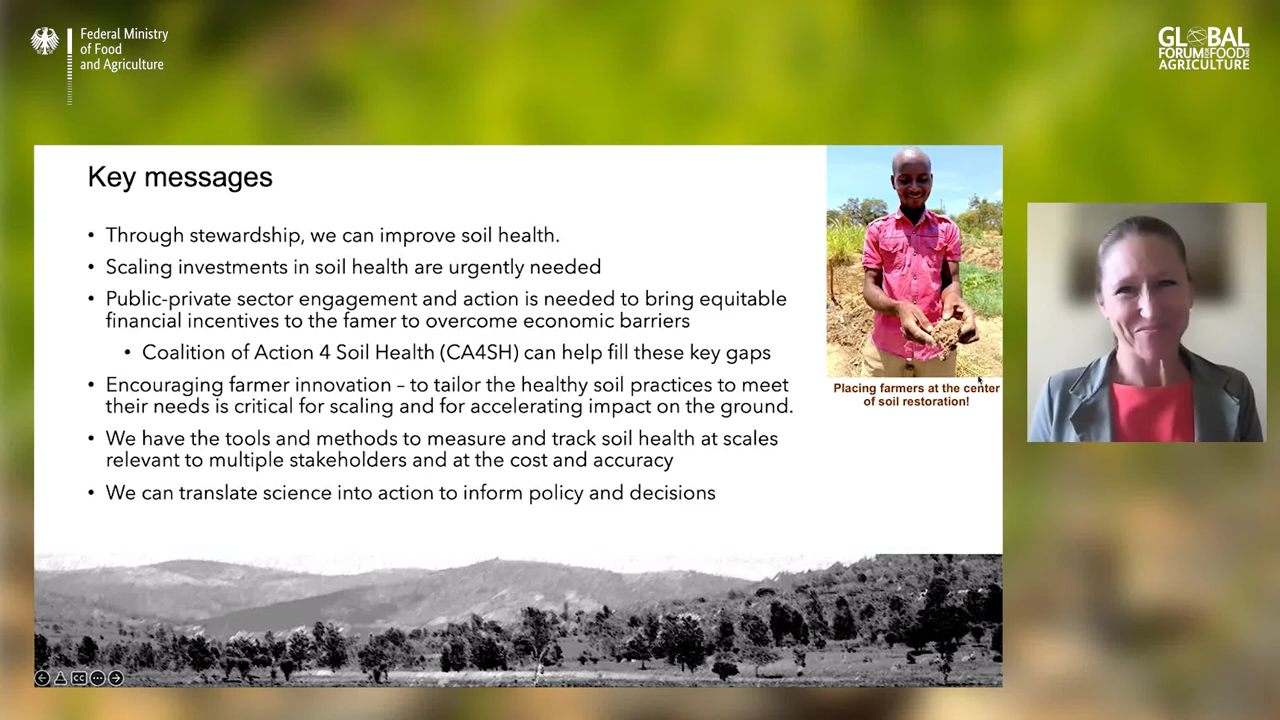 Federal Ministry
of Food
and Agriculture
GLOBAL
FORUM FOR FOOD AND
AGRICULTURE
Key messages
• Through stewardship, we can improve soil health.
• Scaling investments in soil health are urgently needed
• Public-private sector engagement and action is needed to bring equitable
financial incentives to the famer to overcome economic barriers
• Coalition of Action 4 Soil Health (CA4SH) can help fill these key gaps
• Encouraging farmer innovation – to tailor the healthy soil practices to meet
their needs is critical for scaling and for accelerating impact on the ground.
• We have the tools and methods to measure and track soil health at scales
relevant to multiple stakeholders and at the cost and accuracy
• We can translate science into action to inform policy and decisions
Placing farmers at the center
of soil restoration!
CC